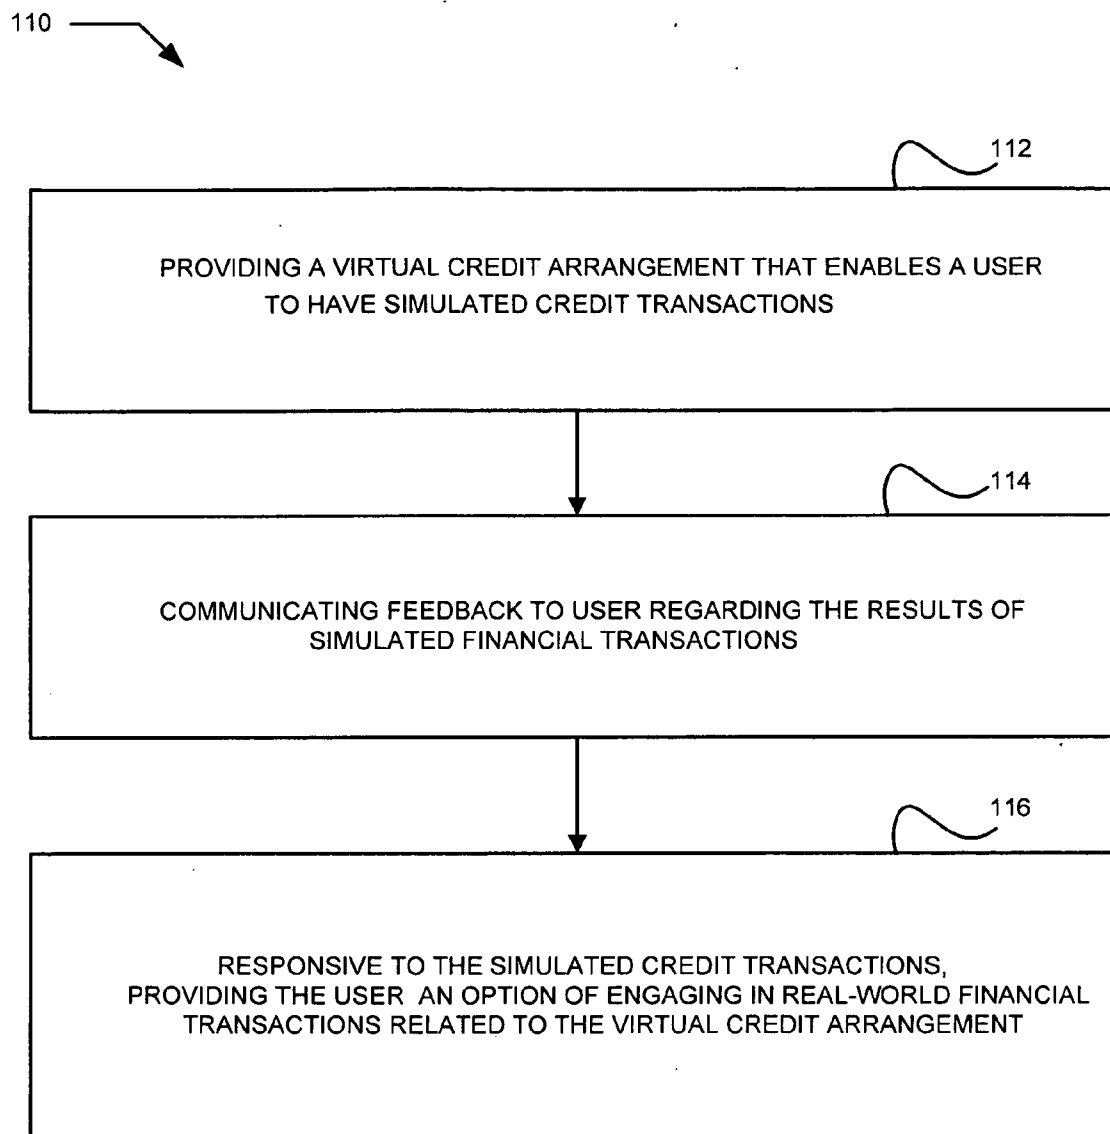 110
112
PROVIDING A VIRTUAL CREDIT ARRANGEMENT THAT ENABLES A USER
TO HAVE SIMULATED CREDIT TRANSACTIONS
114
COMMUNICATING FEEDBACK TO USER REGARDING THE RESULTS OF
SIMULATED FINANCIAL TRANSACTIONS
116
RESPONSIVE TO THE SIMULATED CREDIT TRANSACTIONS,
PROVIDING THE USER AN OPTION OF ENGAGING IN REAL-WORLD FINANCIAL
TRANSACTIONS RELATED TO THE VIRTUAL CREDIT ARRANGEMENT